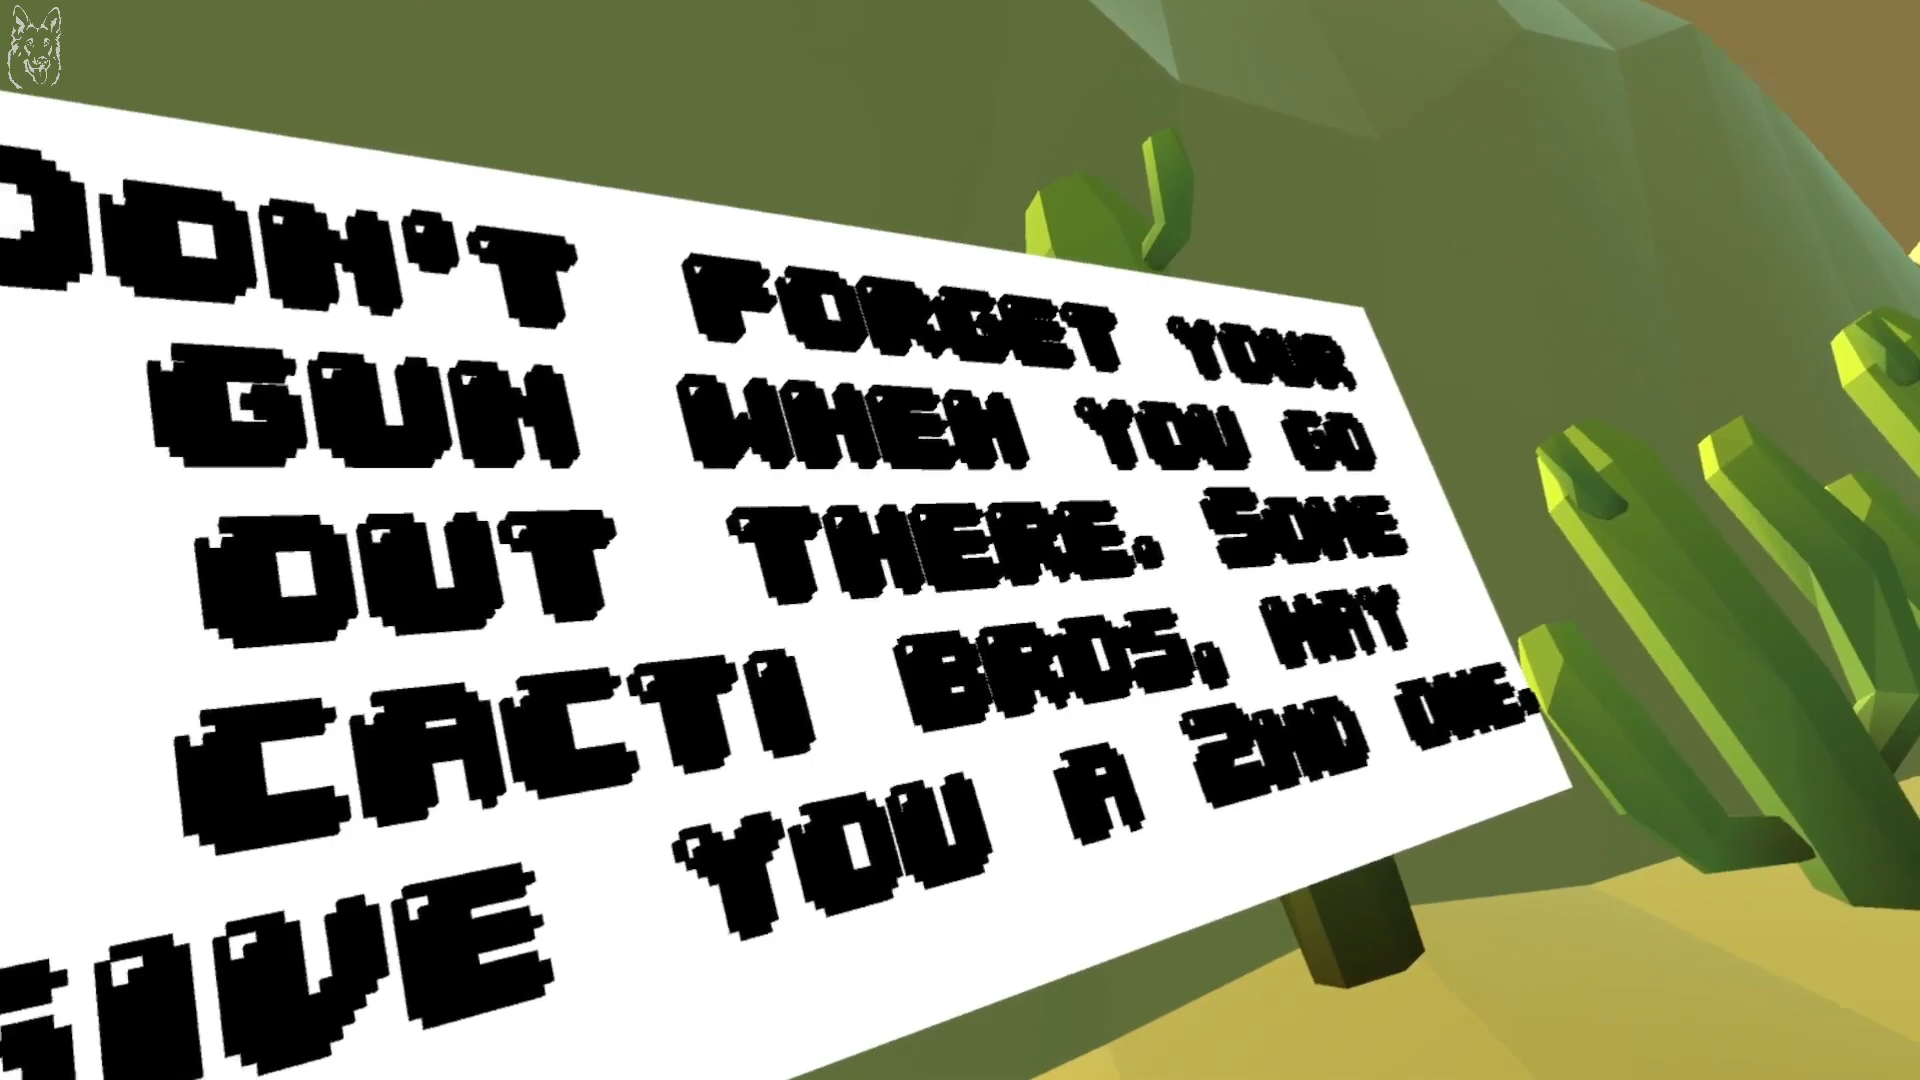 Don't forget your
gun when you go
out there. Some
cacti bros, may
give you a 2nd one.